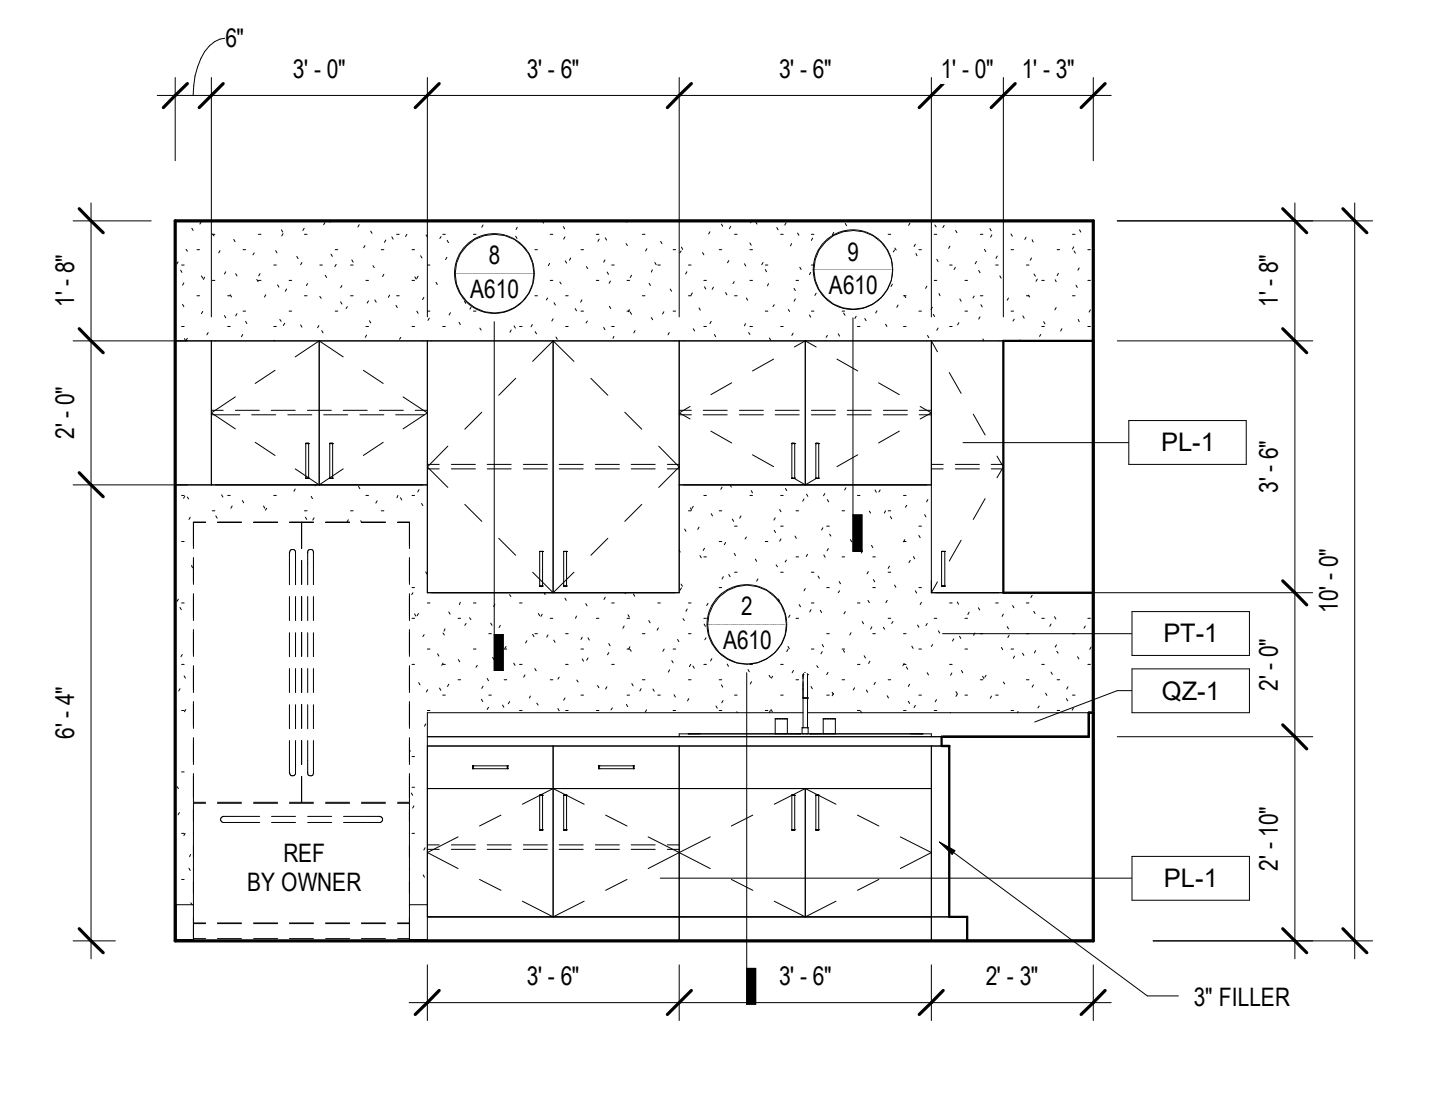 6"
3' - 0"
3' - 6"
3' - 6"
1' - 0"
1' - 3"
8
A610
9
A610
1' - 8"
1' - 8"
2' - 0"
PL-1
3' - 6"
10' - 0"
2
A610
PT-1
2' - 0"
QZ-1
6' - 4"
REF
BY OWNER
2' - 10"
PL-1
3' - 6"
3' - 6"
2' - 3"
3" FILLER